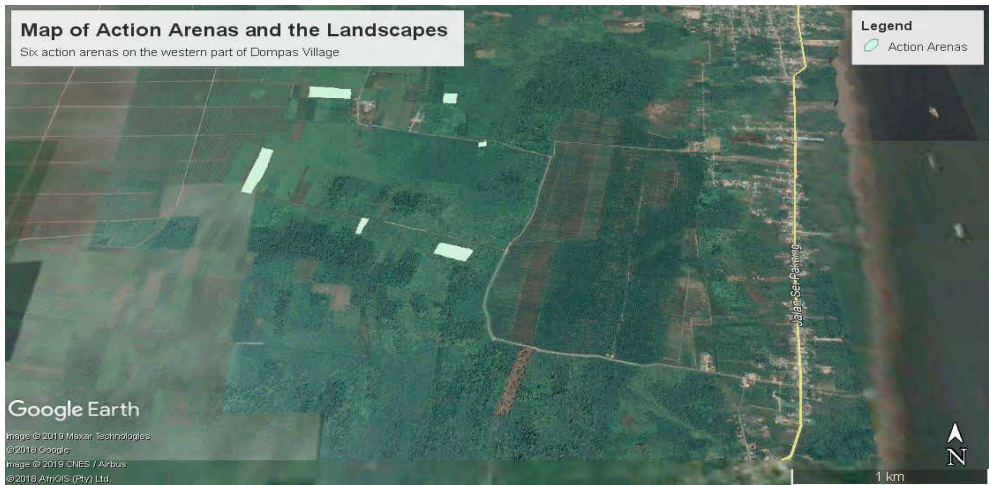 Map of Action Arenas and the Landscapes
Six action arenas on the western part of Dompas Village
Legend
Action Arenas
Jalan Sei Pakning
Google Earth
Image © 2019 Maxar Technologies
©2018 Google
Image © 2019 CNES / Airbus
©2018 AfriGIS (Pty) Ltd.
N
1 km